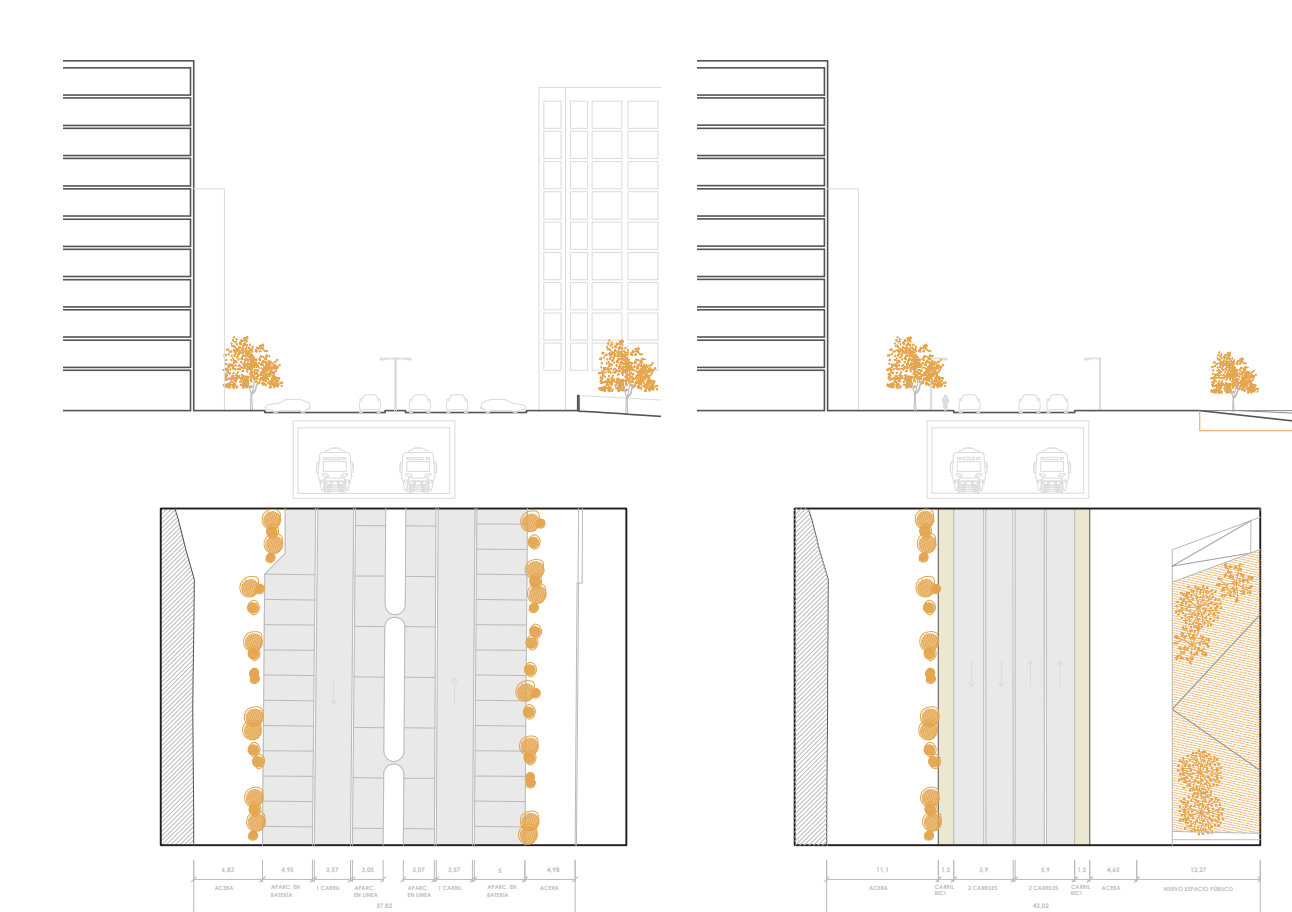 6,83 4,95 3,57 3,05 3,07 3,57 5 4,98
ACERA APARC. EN 1 CARRIL APARC. APARC. 1 CARRIL APARC. EN ACERA
BATERÍA EN LINEA EN LINEA BATERÍA
37,82
11,1 1,5 5,9 5,9 1,5 4,65 12,27
ACERA CARRIL 2 CARRILES 2 CARRILES CARRIL ACERA NUEVO ESPACIO PÚBLICO
BICI BICI
43,02